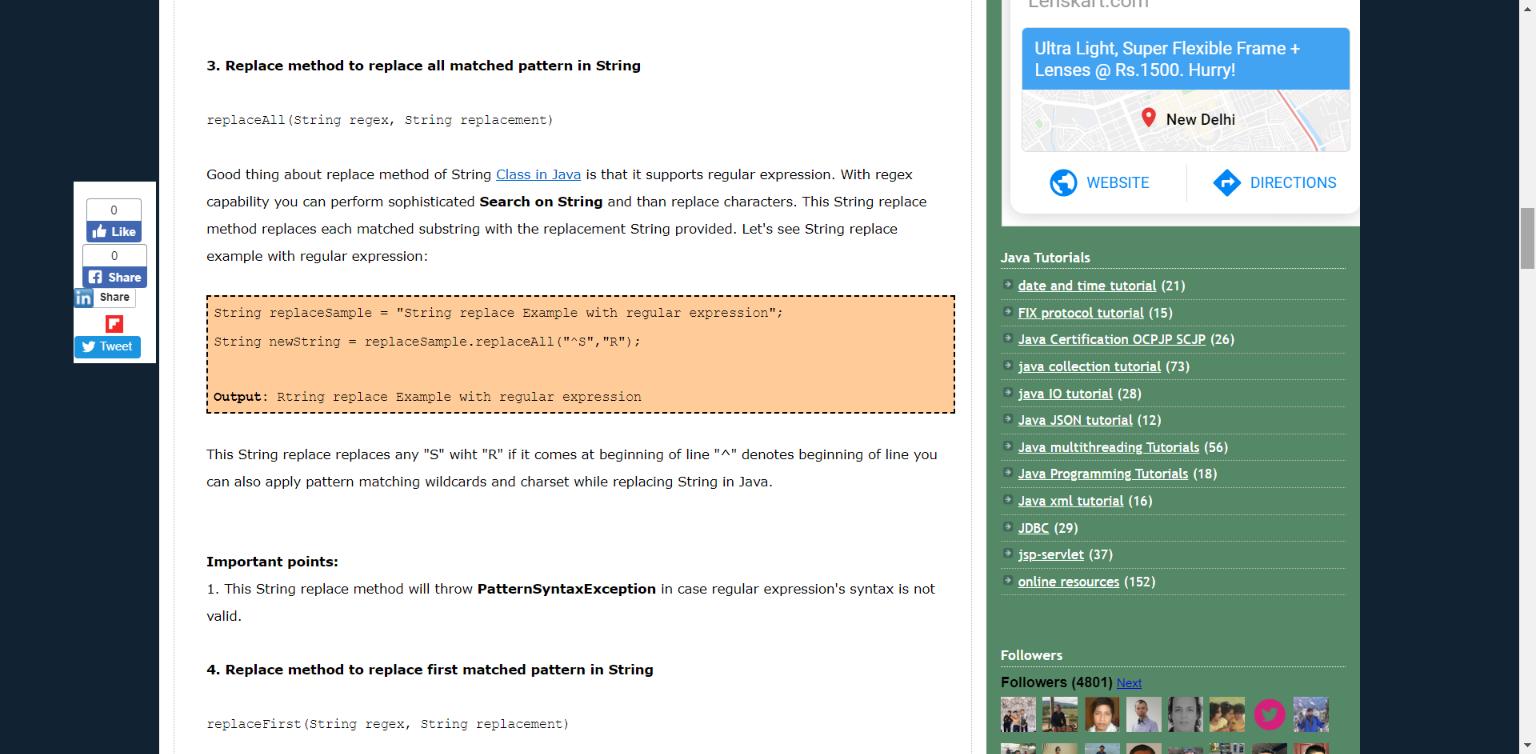 Lenskart.com
3. Replace method to replace all matched pattern in String
replaceAll(String regex, String replacement)
Good thing about replace method of String Class in Java is that it supports regular expression. With regex
capability you can perform sophisticated Search on String and than replace characters. This String replace
method replaces each matched substring with the replacement String provided. Let's see String replace
example with regular expression:
String replaceSample = "String replace Example with regular expression";
String newString = replaceSample.replaceAll("^S","R");
Output: Rtring replace Example with regular expression
This String replace replaces any "S" wiht "R" if it comes at beginning of line "^" denotes beginning of line you
can also apply pattern matching wildcards and charset while replacing String in Java.
Important points:
1. This String replace method will throw PatternSyntaxException in case regular expression's syntax is not
valid.
4. Replace method to replace first matched pattern in String
replaceFirst(String regex, String replacement)
0
Like
0
Share
in Share
Tweet
Ultra Light, Super Flexible Frame +
Lenses @ Rs.1500. Hurry!
New Delhi
WEBSITE
DIRECTIONS
Java Tutorials
date and time tutorial (21)
FIX protocol tutorial (15)
Java Certification OCPJP SCJP (26)
java collection tutorial (73)
java IO tutorial (28)
Java JSON tutorial (12)
Java multithreading Tutorials (56)
Java Programming Tutorials (18)
Java xml tutorial (16)
JDBC (29)
jsp-servlet (37)
online resources (152)
Followers
Followers (4801) Next